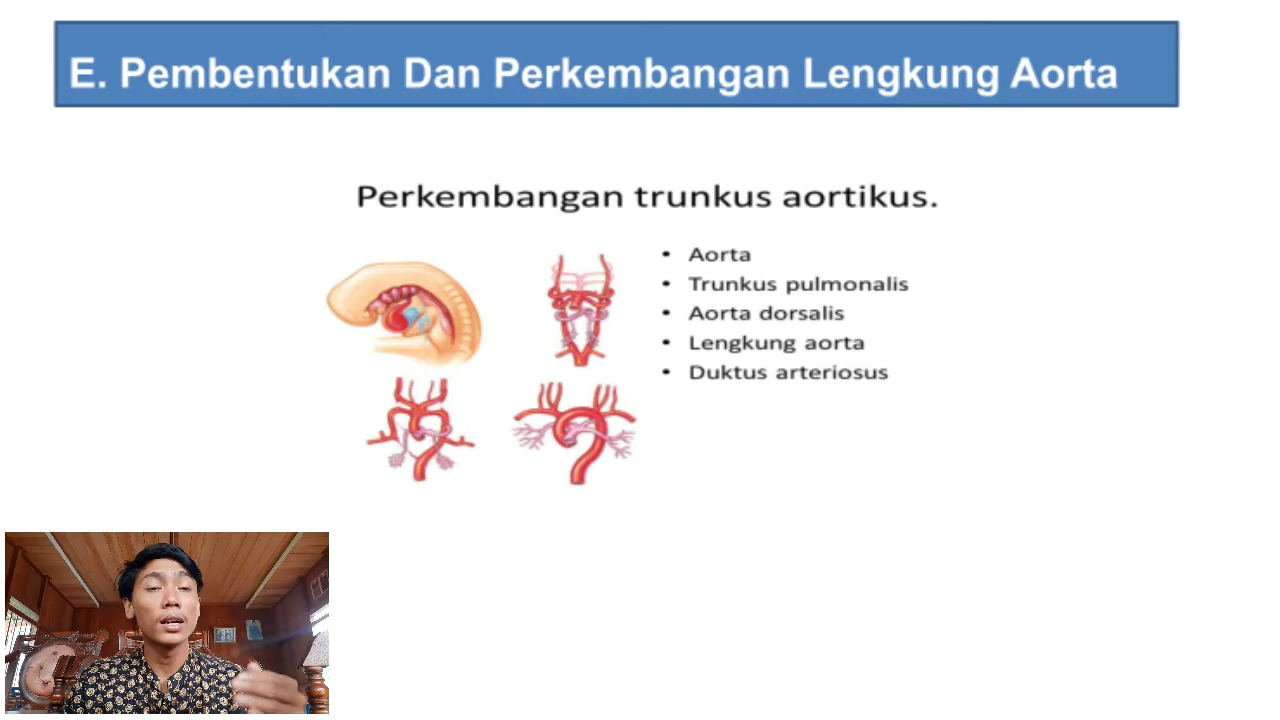 E. Pembentukan Dan Perkembangan Lengkung Aorta
Perkembangan trunkus aortikus.
• Aorta
• Trunkus pulmonalis
• Aorta dorsalis
• Lengkung aorta
• Duktus arteriosus